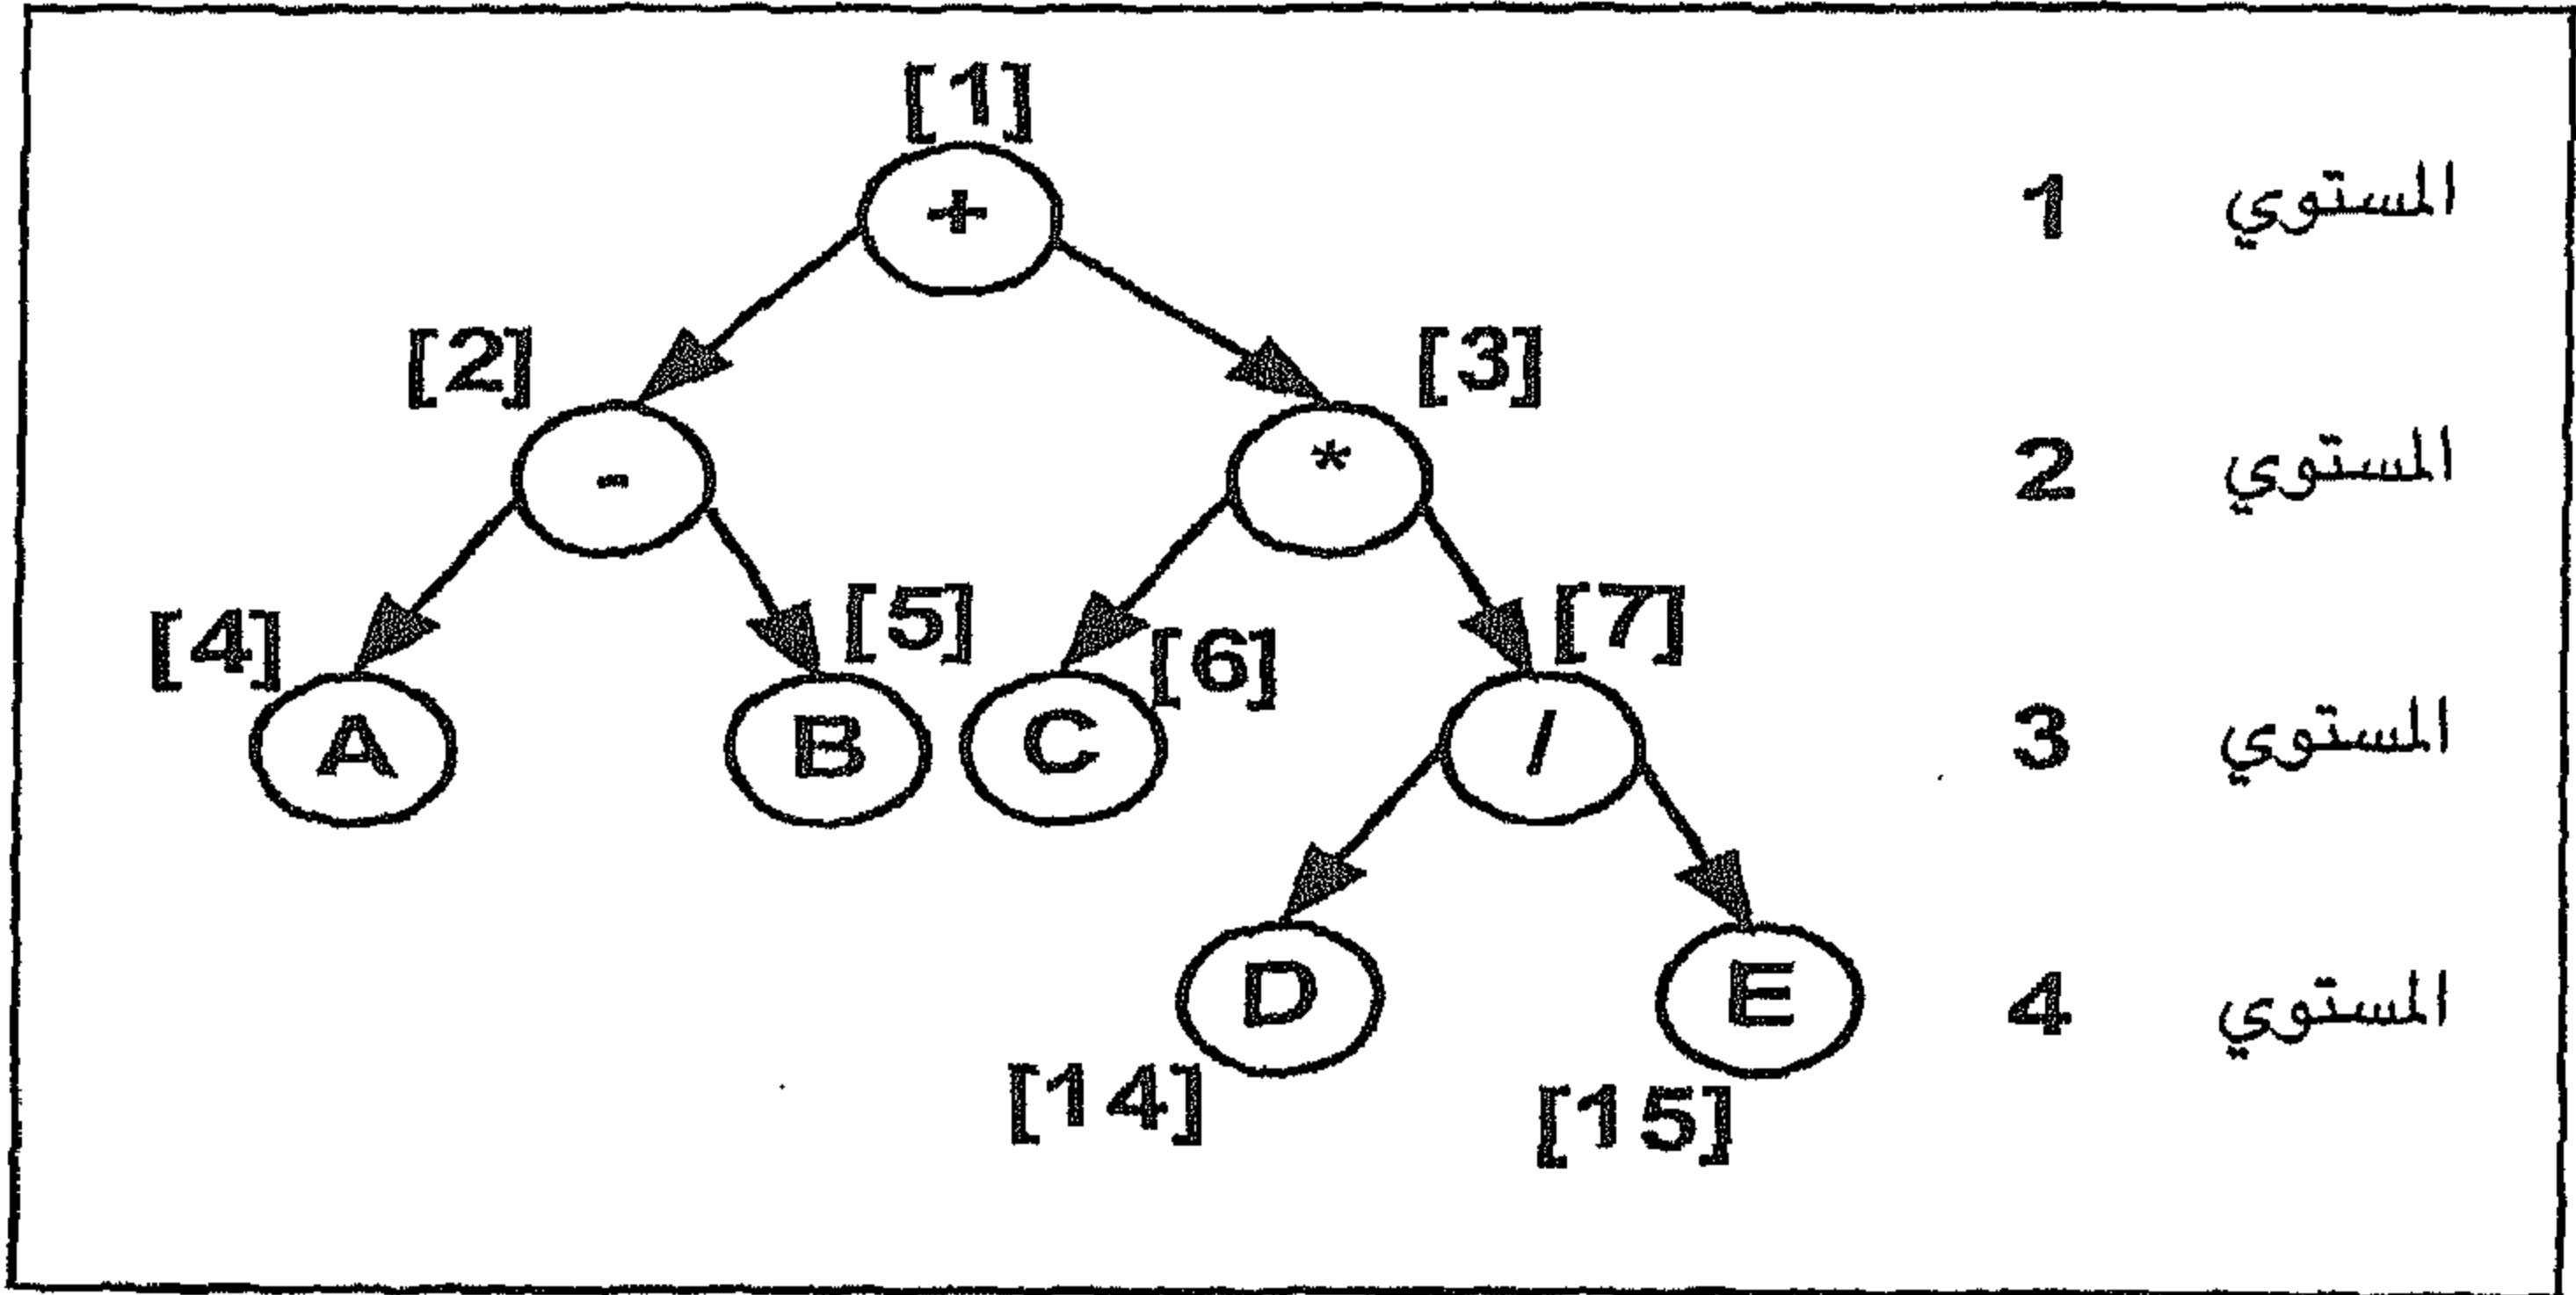 [1]
+ 1 المستوي
[2] [3]
- * 2 المستوي
[4] [5] [6] [7]
A B C / 3 المستوي
D E 4 المستوي
[14] [15]